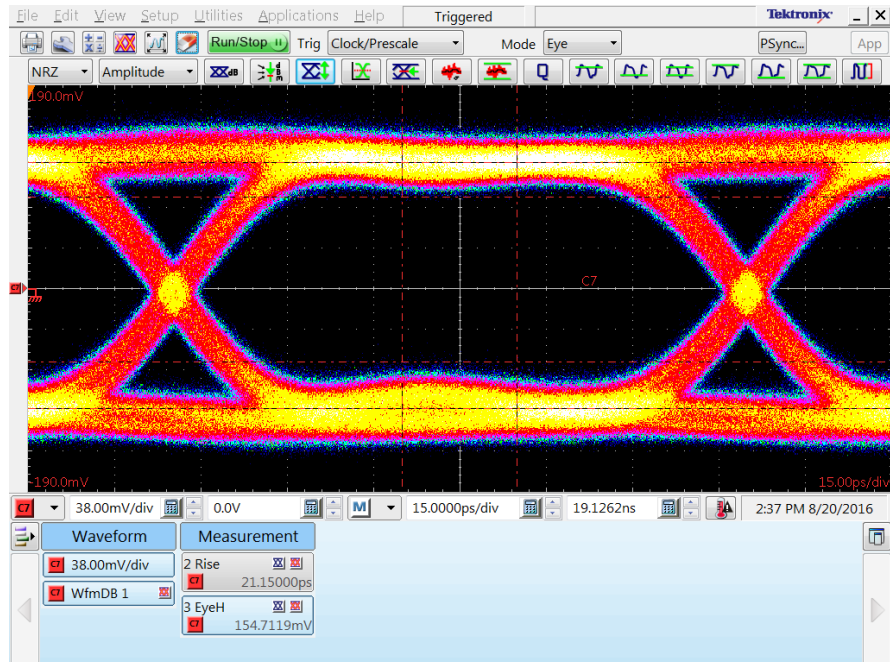 File Edit View Setup Utilities Applications Help Triggered Tektronix
Run/Stop Trig Clock/Prescale Mode Eye PSync... App
NRZ Amplitude dB Q
190.0mV
C7
C7
-190.0mV 15.00ps/div
C7 38.00mV/div 0.0V M 15.0000ps/div 19.1262ns 2:37 PM 8/20/2016
Waveform Measurement
C7 38.00mV/div
2 Rise
C7 21.15000ps
C7 WfmDB 1
3 EyeH
C7 154.7119mV